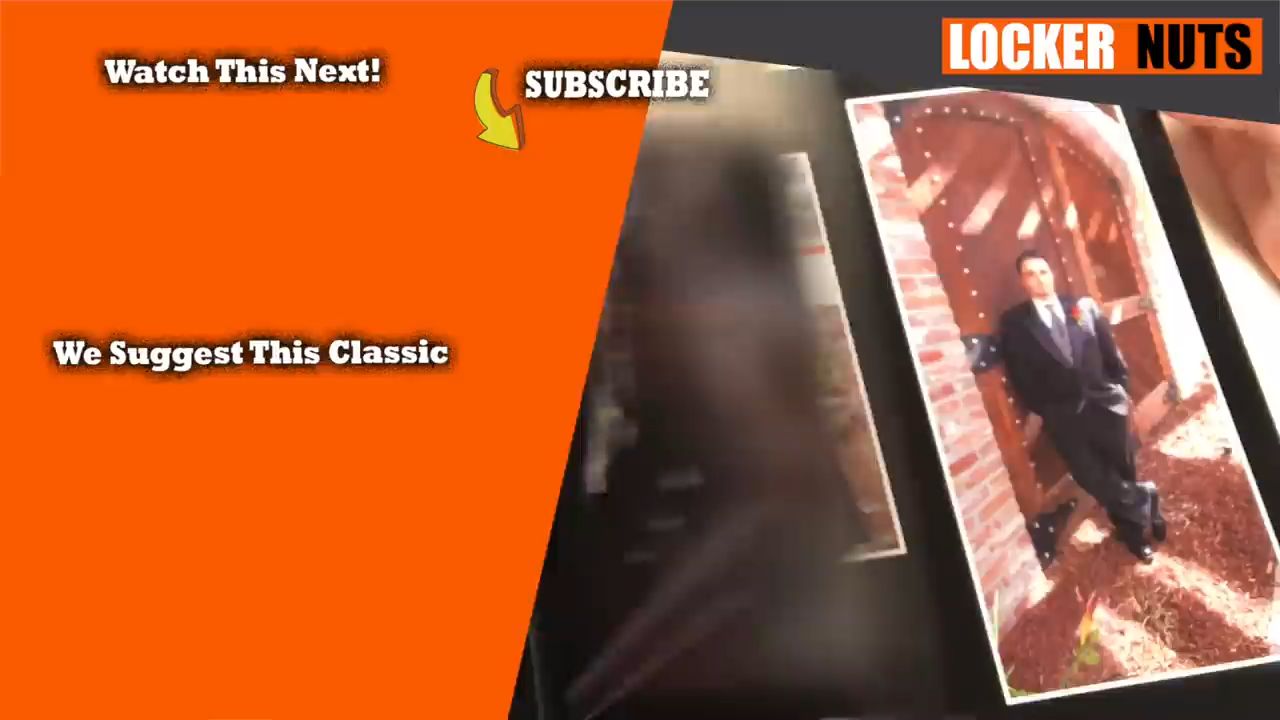 LOCKER NUTS
Watch This Next!
SUBSCRIBE
We Suggest This Classic